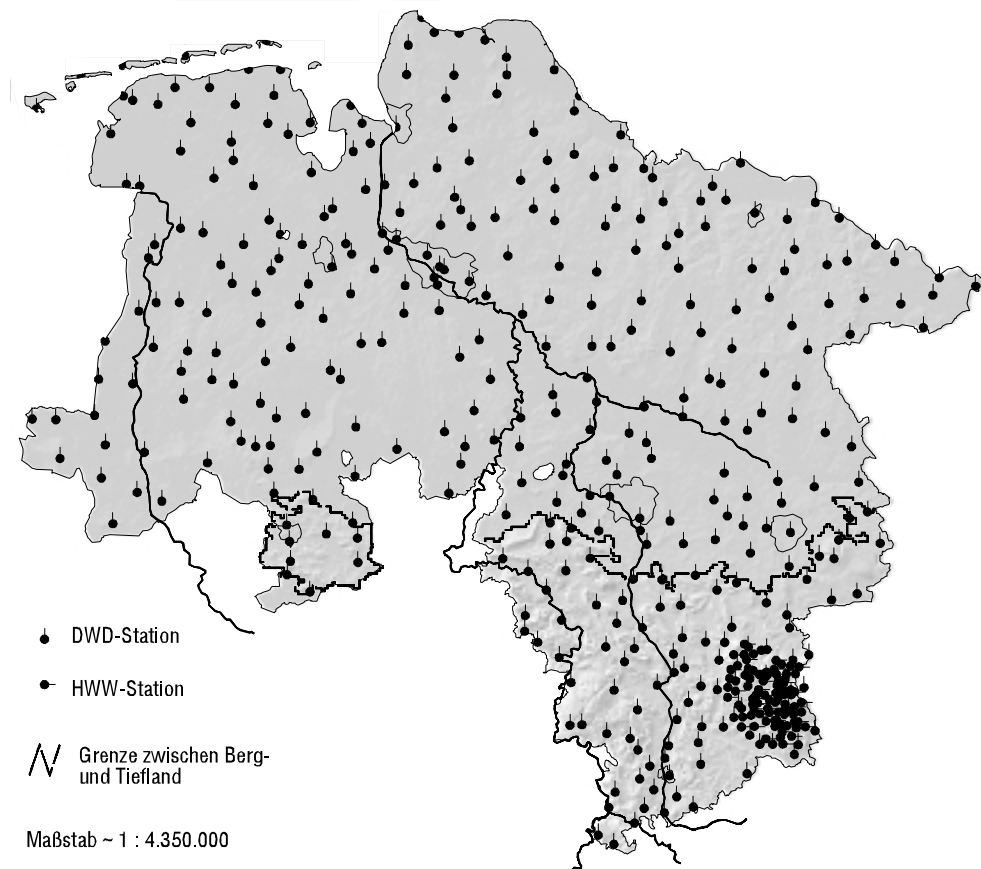 DWD-Station
HWW-Station
Grenze zwischen Berg-
und Tiefland
Maßstab ~ 1 : 4.350.000